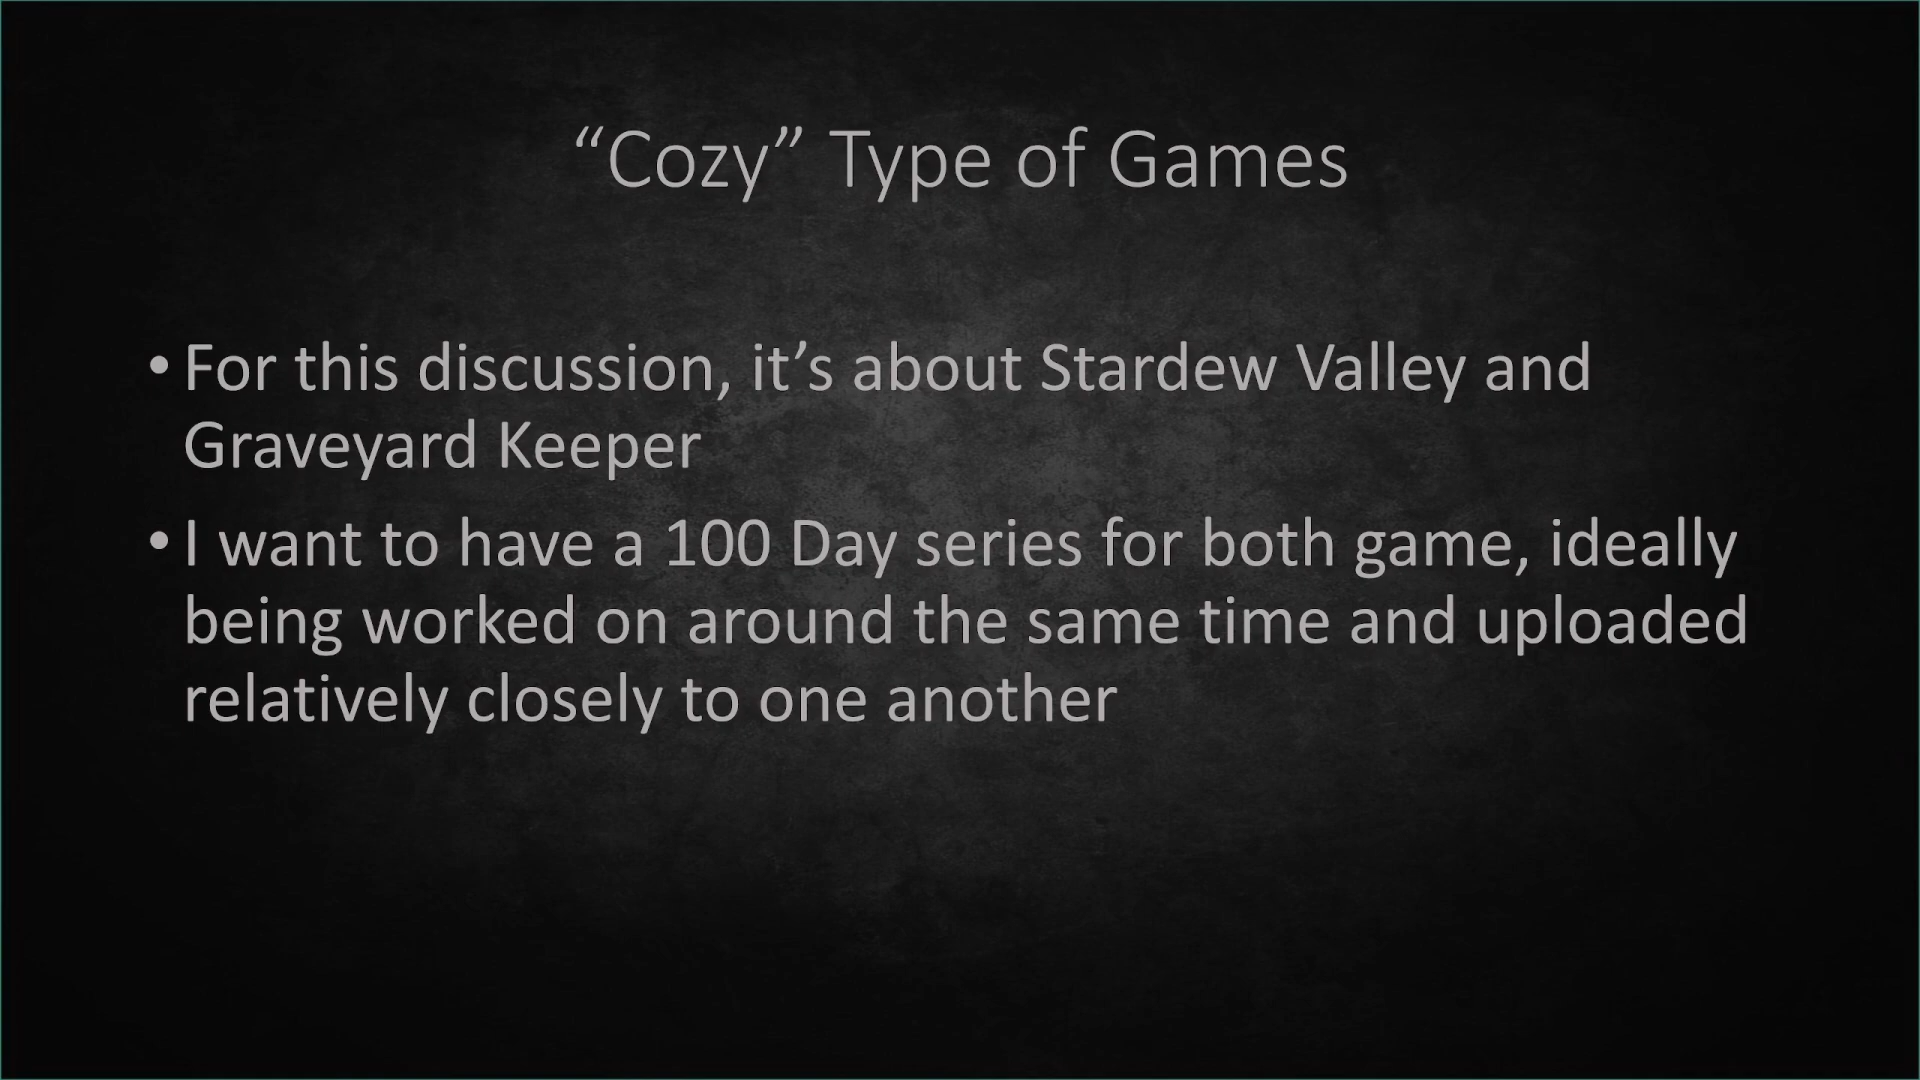 “Cozy” Type of Games
• For this discussion, it’s about Stardew Valley and
Graveyard Keeper
• I want to have a 100 Day series for both game, ideally
being worked on around the same time and uploaded
relatively closely to one another